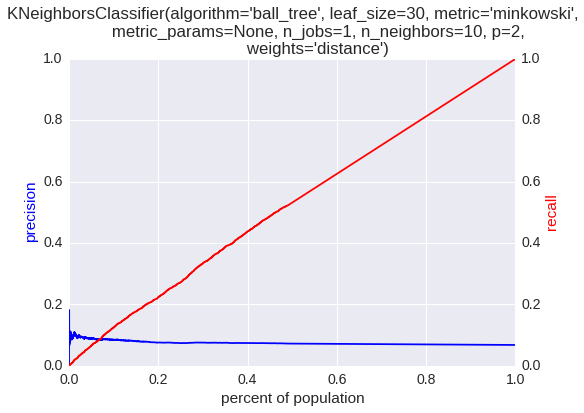 KNeighborsClassifier(algorithm='ball_tree', leaf_size=30, metric='minkowski',
metric_params=None, n_jobs=1, n_neighbors=10, p=2,
weights='distance')
1.0
0.8
0.6
0.4
0.2
0.0
precision
1.0
0.8
0.6
0.4
0.2
0.0
recall
0.0 0.2 0.4 0.6 0.8 1.0
percent of population